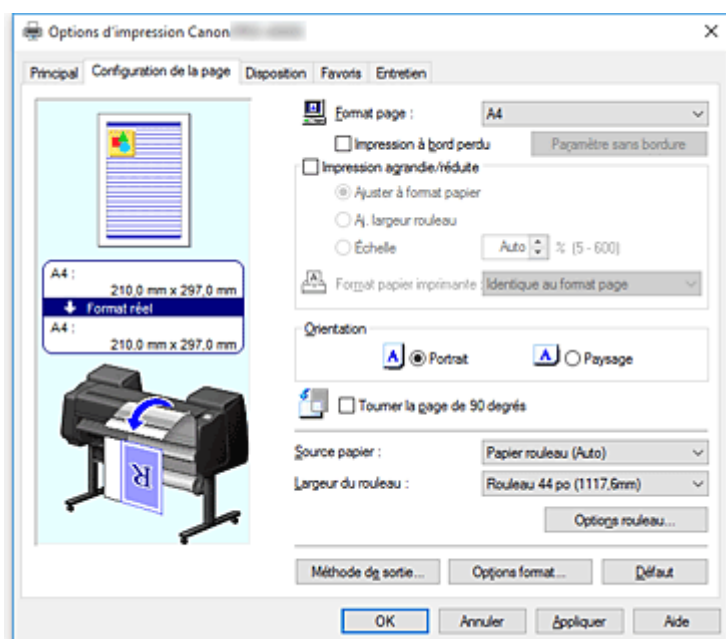 Options d'impression Canon
Principal Configuration de la page Disposition Favoris Entretien
Format page : A4
Impression à bord perdu Paramètre sans bordure
Impression agrandie/réduite
Ajuster à format papier
Aj. largeur rouleau
Échelle Auto % (5 - 600)
Format papier imprimante : Identique au format page
A4 :
210,0 mm x 297,0 mm
Format réel
A4 :
210,0 mm x 297,0 mm
Orientation
A Portrait A Paysage
Tourner la page de 90 degrés
R
Source papier : Papier rouleau (Auto)
Largeur du rouleau : Rouleau 44 po (1117,6mm)
Options rouleau...
Méthode de sortie... Options format... Défaut
OK Annuler Appliquer Aide